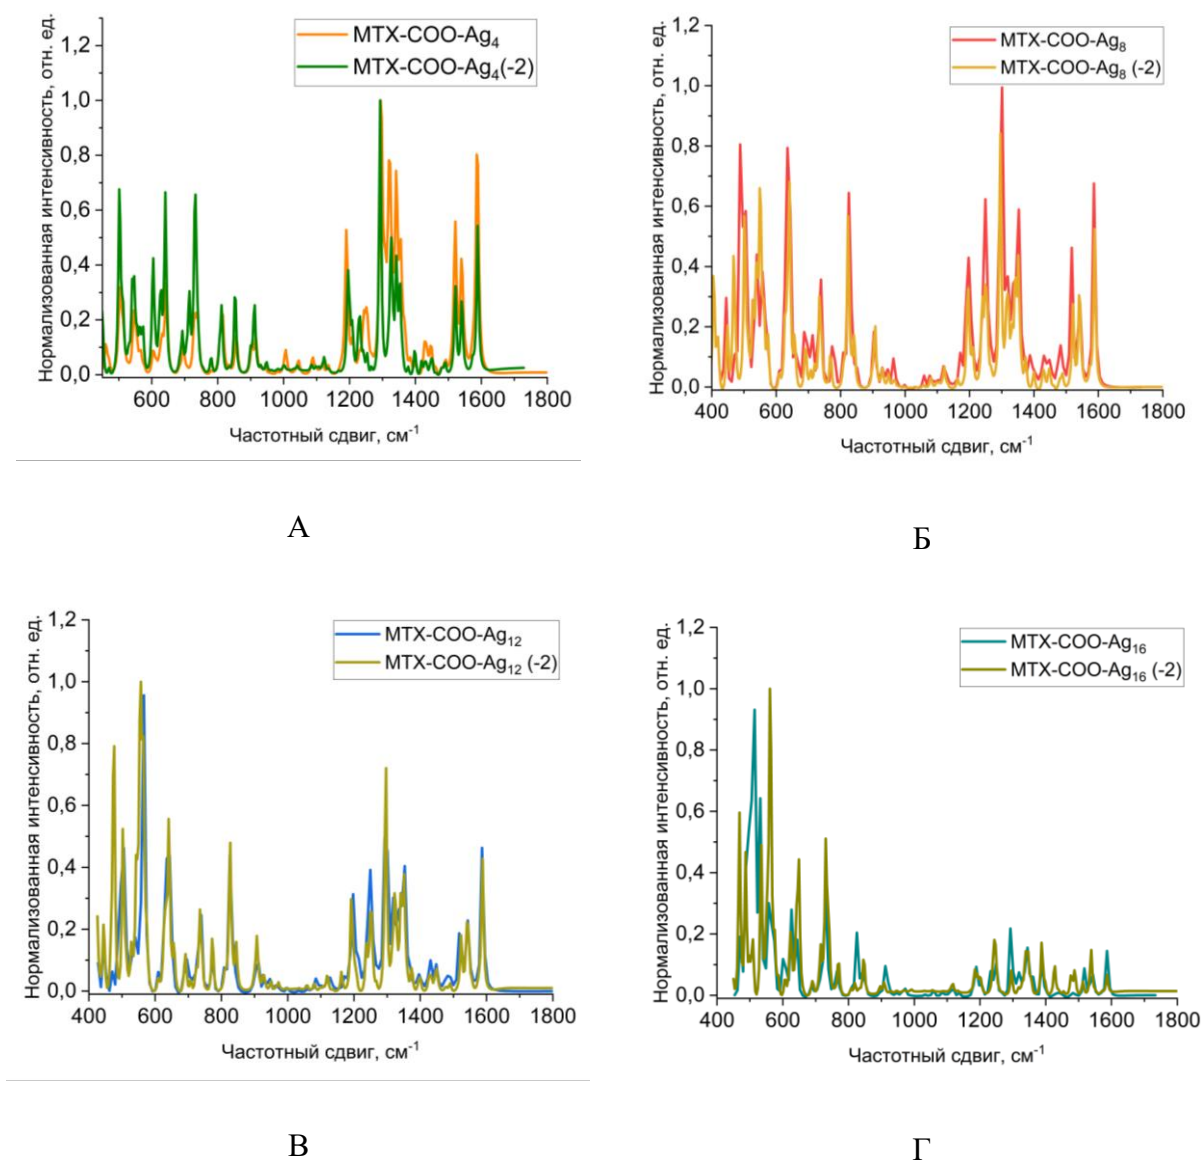 MTX-COO-Ag₄
MTX-COO-Ag₄(-2)
Нормализованная интенсивность, отн. ед.
1,2
1,0
0,8
0,6
0,4
0,2
0,0
600 800 1000 1200 1400 1600 1800
Частотный сдвиг, см⁻¹
А
MTX-COO-Ag₈
MTX-COO-Ag₈ (-2)
Нормализованная интенсивность, отн. ед.
1,2
1,0
0,8
0,6
0,4
0,2
0,0
400 600 800 1000 1200 1400 1600 1800
Частотный сдвиг, см⁻¹
Б
MTX-COO-Ag₁₂
MTX-COO-Ag₁₂ (-2)
Нормализованная интенсивность, отн. ед.
1,2
1,0
0,8
0,6
0,4
0,2
0,0
400 600 800 1000 1200 1400 1600 1800
Частотный сдвиг, см⁻¹
В
MTX-COO-Ag₁₆
MTX-COO-Ag₁₆ (-2)
Нормализованная интенсивность, отн. ед.
1,2
1,0
0,8
0,6
0,4
0,2
0,0
400 600 800 1000 1200 1400 1600 1800
Частотный сдвиг, см⁻¹
Г